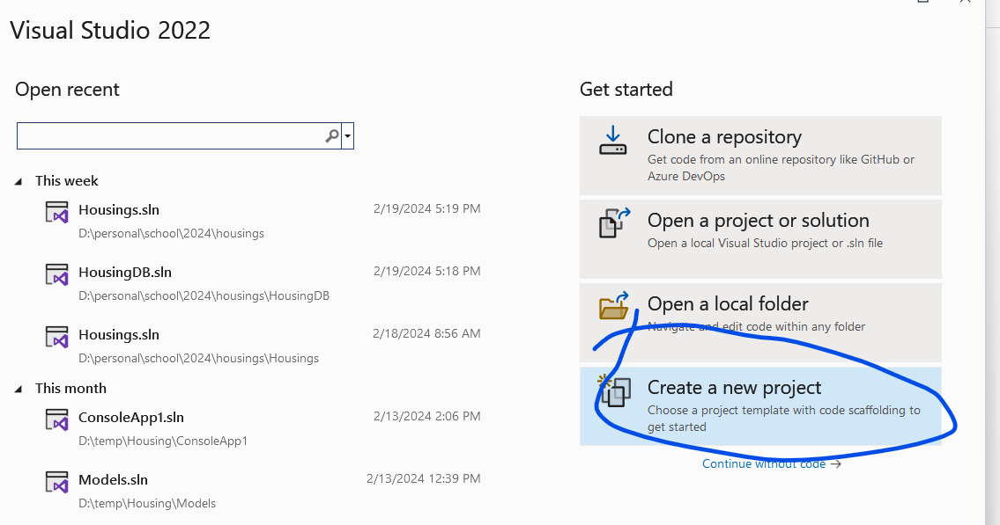 Visual Studio 2022
Open recent
This week
Housings.sln 2/19/2024 5:19 PM
D:\personal\school\2024\housings
HousingDB.sln 2/19/2024 5:18 PM
D:\personal\school\2024\housings\HousingDB
Housings.sln 2/18/2024 8:56 AM
D:\personal\school\2024\housings\Housings
This month
ConsoleApp1.sln 2/13/2024 2:06 PM
D:\temp\Housing\ConsoleApp1
Models.sln 2/13/2024 12:39 PM
D:\temp\Housing\Models
Get started
Clone a repository
Get code from an online repository like GitHub or
Azure DevOps
Open a project or solution
Open a local Visual Studio project or .sln file
Open a local folder
Navigate and edit code within any folder
Create a new project
Choose a project template with code scaffolding to
get started
Continue without code →